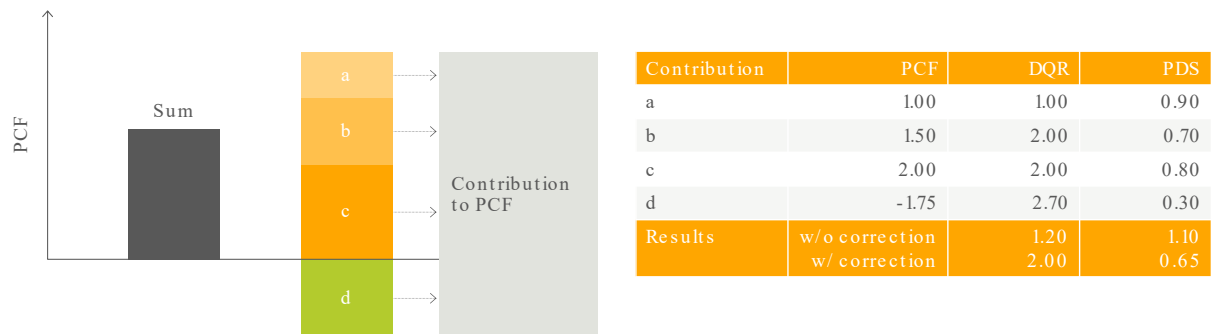 PCF
Sum
a
b
c
d
Contribution
to PCF
Contribution PCF DQR PDS
a 1.00 1.00 0.90
b 1.50 2.00 0.70
c 2.00 2.00 0.80
d -1.75 2.70 0.30
Results w/o correction 1.20 1.10
w/ correction 2.00 0.65